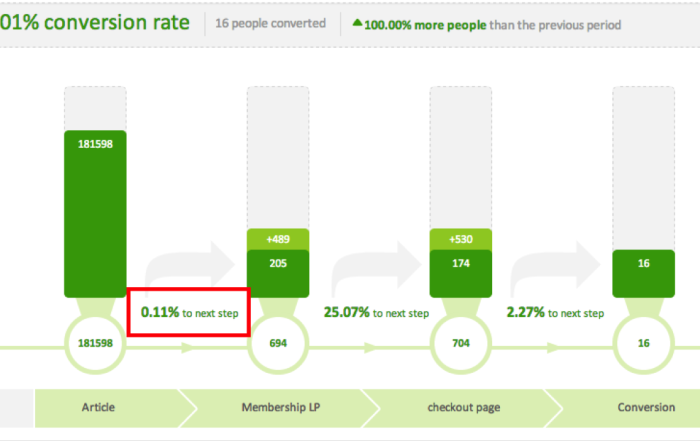 01% conversion rate
16 people converted
100.00% more people than the previous period
181598
+489
205
+530
174
16
0.11% to next step
25.07% to next step
2.27% to next step
181598
694
704
16
Article
Membership LP
checkout page
Conversion